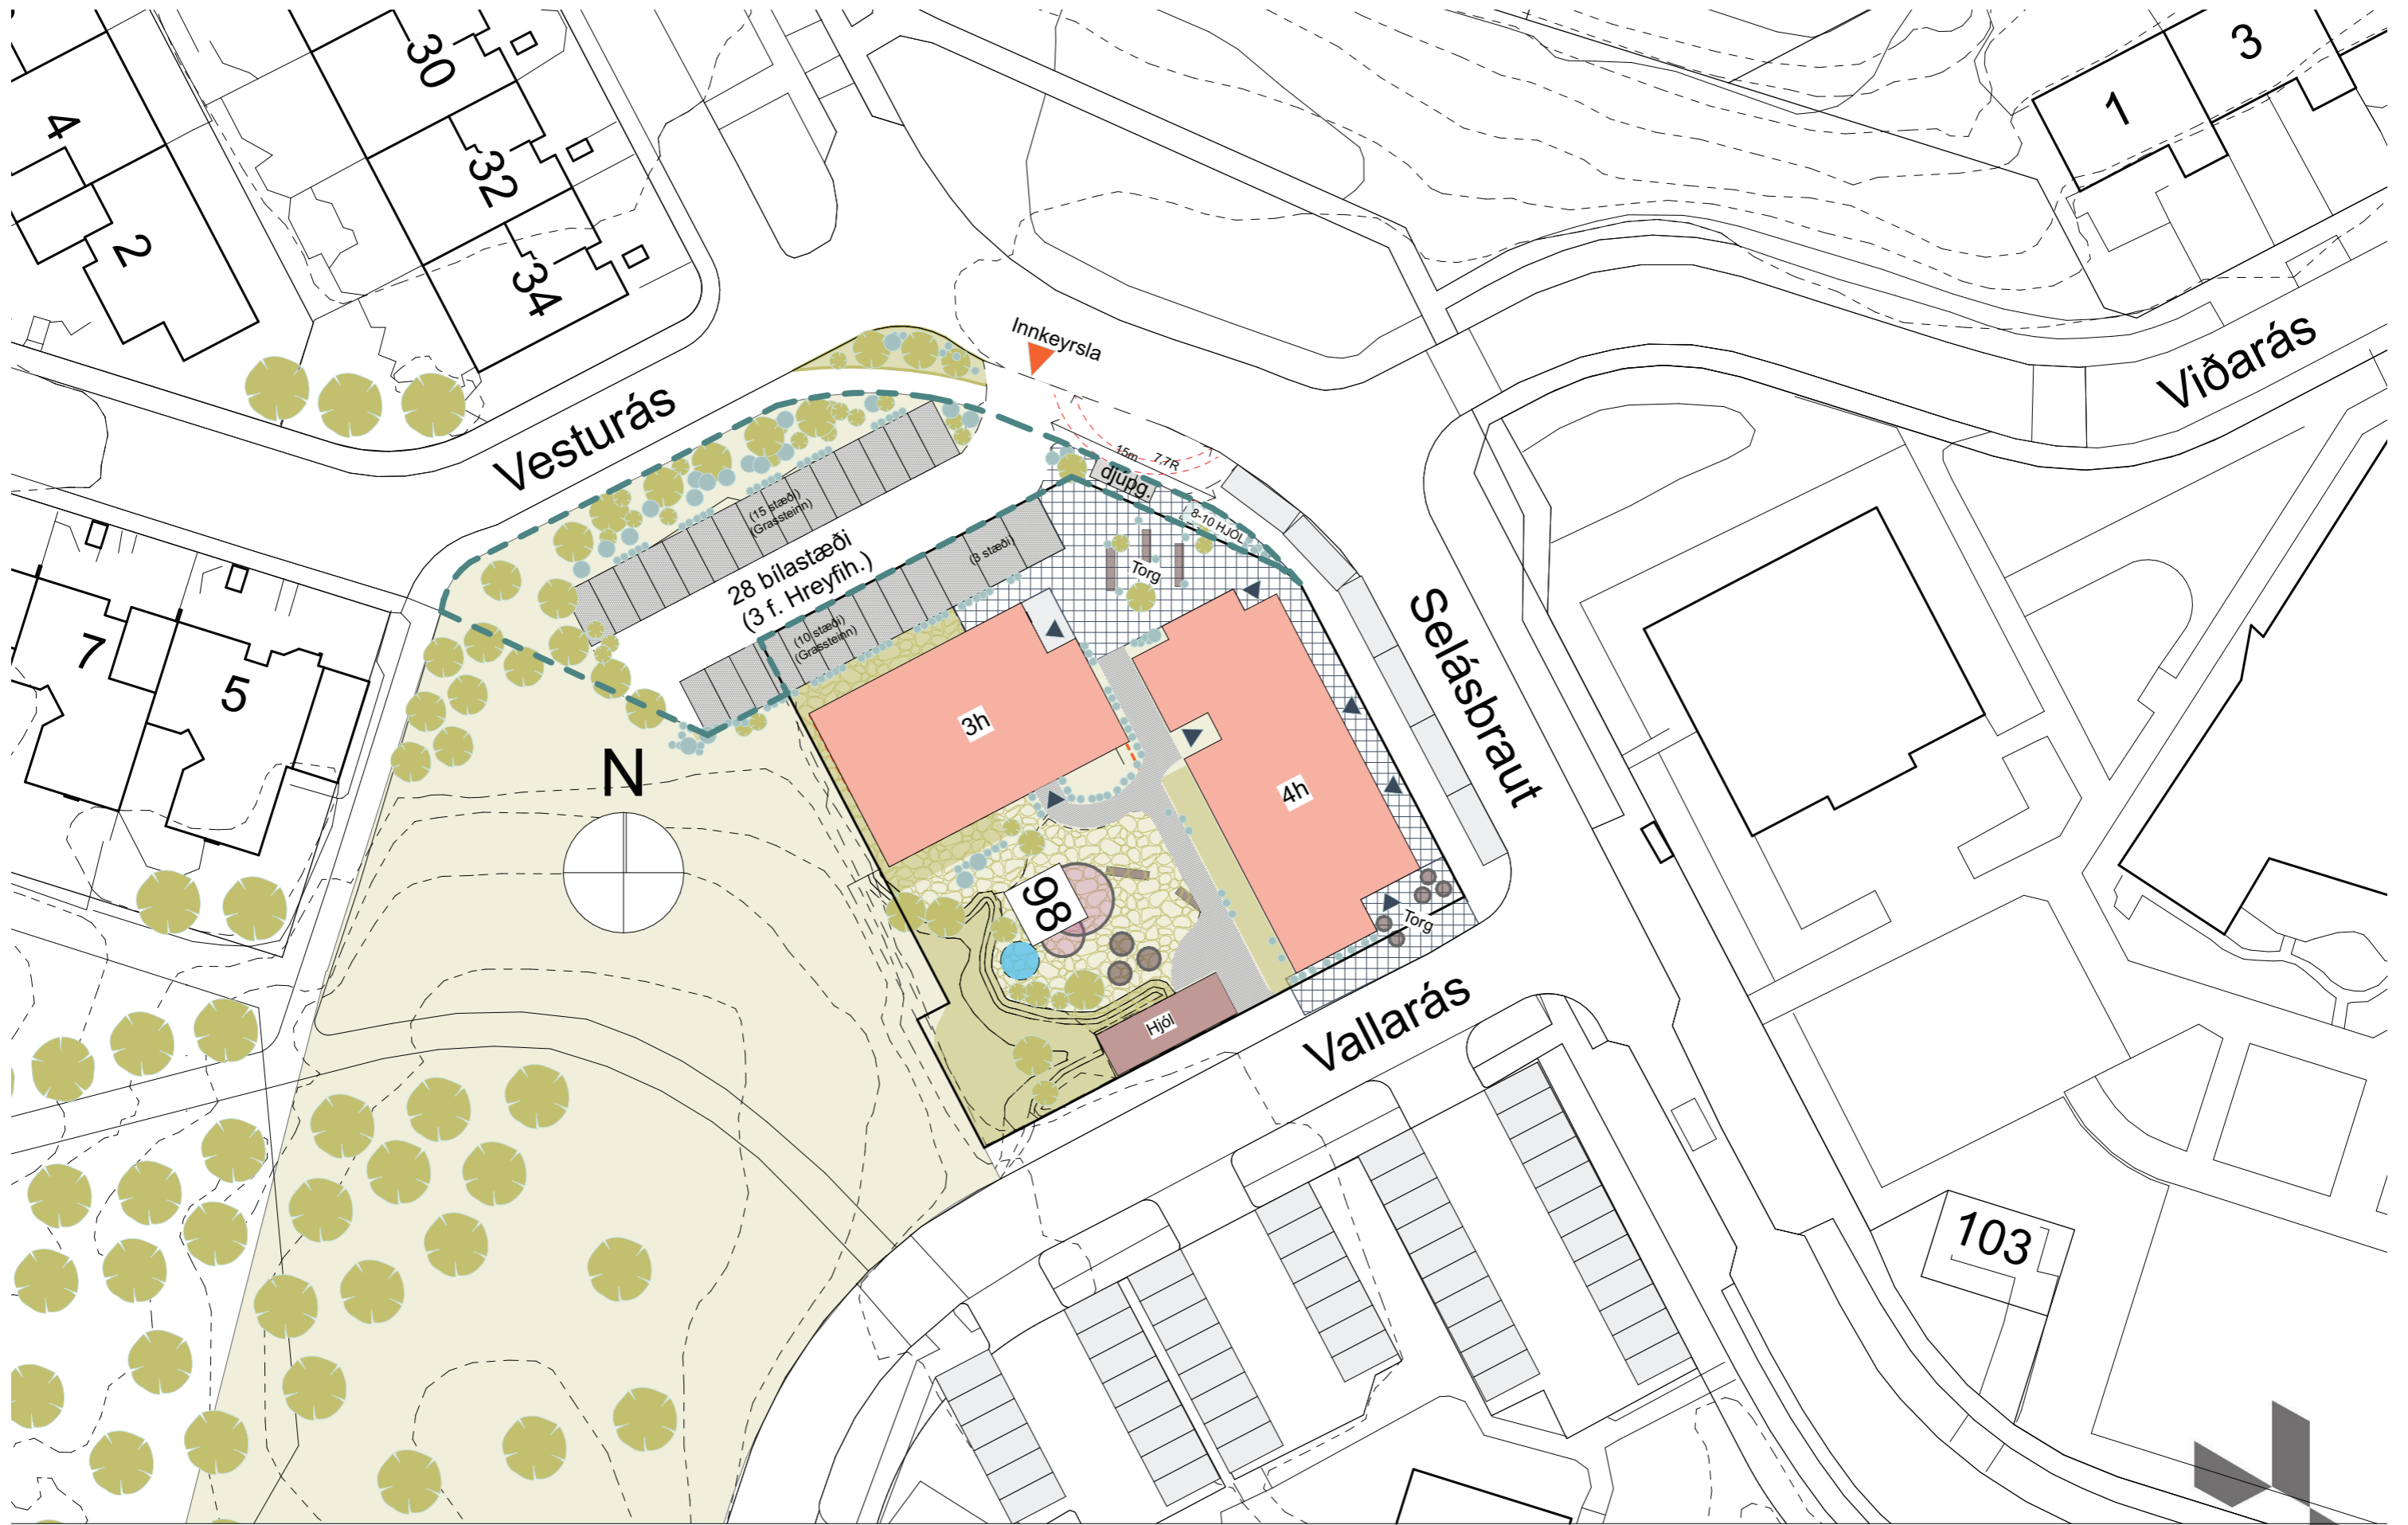 30
4
32
2
34
3
1
Innkeyrsla
Viðarás
Vesturás
15m
7,7R
djúpg.
8-10 HJÓL
(15 stæði)
(Grassteinn)
28 bílastæði
(3 f. Hreyfih.)
(3 stæði)
(10 stæði)
(Grassteinn)
Torg
7
5
Selásbraut
3h
4h
N
98
Torg
Hjól
Vallarás
103